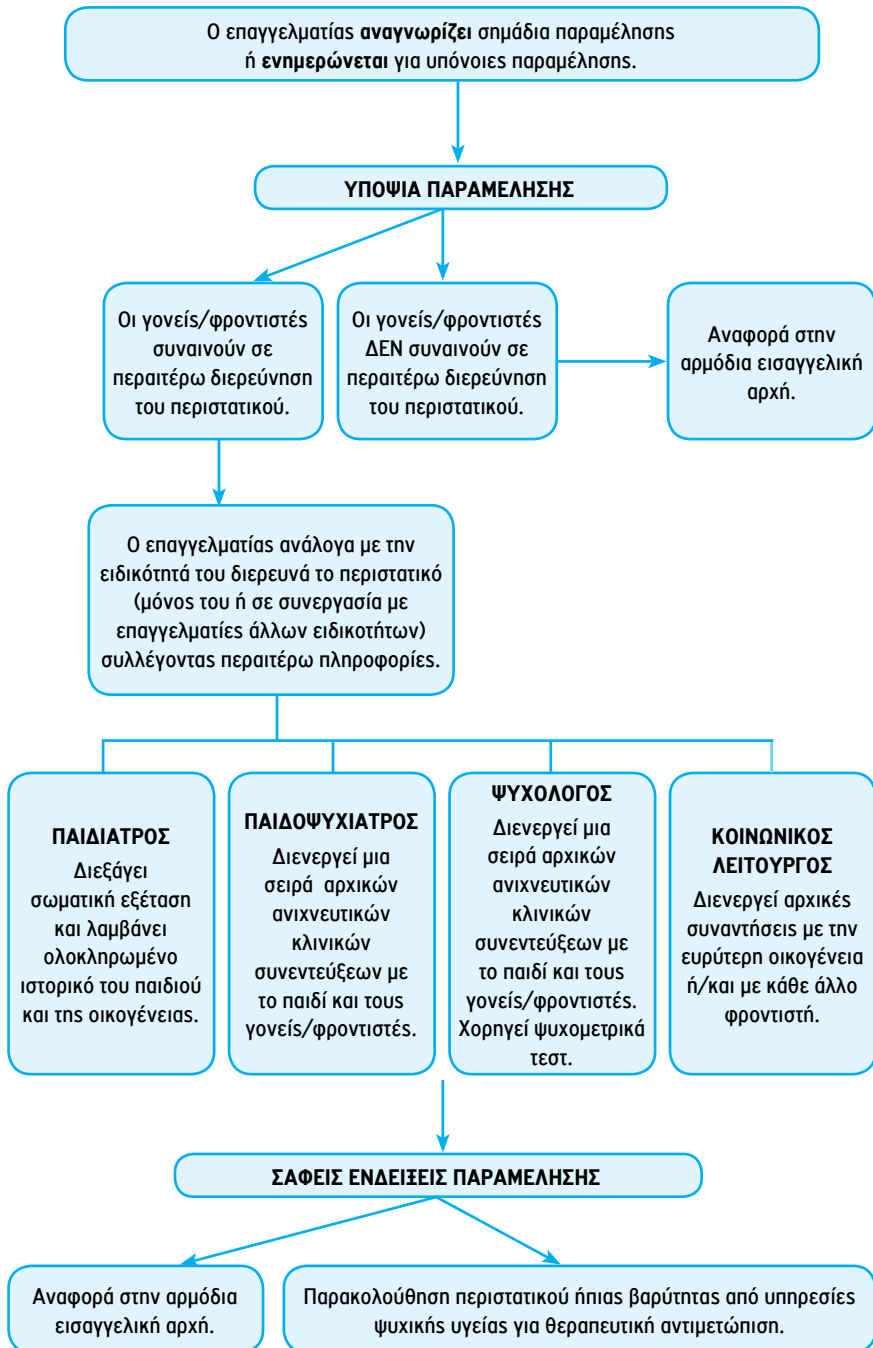 Ο επαγγελματίας αναγνωρίζει σημάδια παραμέλησης
ή ενημερώνεται για υπόνοιες παραμέλησης.
ΥΠΟΨΙΑ ΠΑΡΑΜΕΛΗΣΗΣ
Οι γονείς/φροντιστές
συναινούν σε
περαιτέρω διερεύνηση
του περιστατικού.
Οι γονείς/φροντιστές
ΔΕΝ συναινούν σε
περαιτέρω διερεύνηση
του περιστατικού.
Αναφορά στην
αρμόδια εισαγγελική
αρχή.
Ο επαγγελματίας ανάλογα με την
ειδικότητά του διερευνά το περιστατικό
(μόνος του ή σε συνεργασία με
επαγγελματίες άλλων ειδικοτήτων)
συλλέγοντας περαιτέρω πληροφορίες.
ΠΑΙΔΙΑΤΡΟΣ
Διεξάγει
σωματική εξέταση
και λαμβάνει
ολοκληρωμένο
ιστορικό του παιδιού
και της οικογένειας.
ΠΑΙΔΟΨΥΧΙΑΤΡΟΣ
Διενεργεί μια
σειρά αρχικών
ανιχνευτικών
κλινικών
συνεντεύξεων με
το παιδί και τους
γονείς/φροντιστές.
ΨΥΧΟΛΟΓΟΣ
Διενεργεί μια
σειρά αρχικών
ανιχνευτικών
κλινικών
συνεντεύξεων με
το παιδί και τους
γονείς/φροντιστές.
Χορηγεί ψυχομετρικά
τεστ.
ΚΟΙΝΩΝΙΚΟΣ
ΛΕΙΤΟΥΡΓΟΣ
Διενεργεί αρχικές
συναντήσεις με την
ευρύτερη οικογένεια
ή/και με κάθε άλλο
φροντιστή.
ΣΑΦΕΙΣ ΕΝΔΕΙΞΕΙΣ ΠΑΡΑΜΕΛΗΣΗΣ
Αναφορά στην αρμόδια
εισαγγελική αρχή.
Παρακολούθηση περιστατικού ήπιας βαρύτητας από υπηρεσίες
ψυχικής υγείας για θεραπευτική αντιμετώπιση.